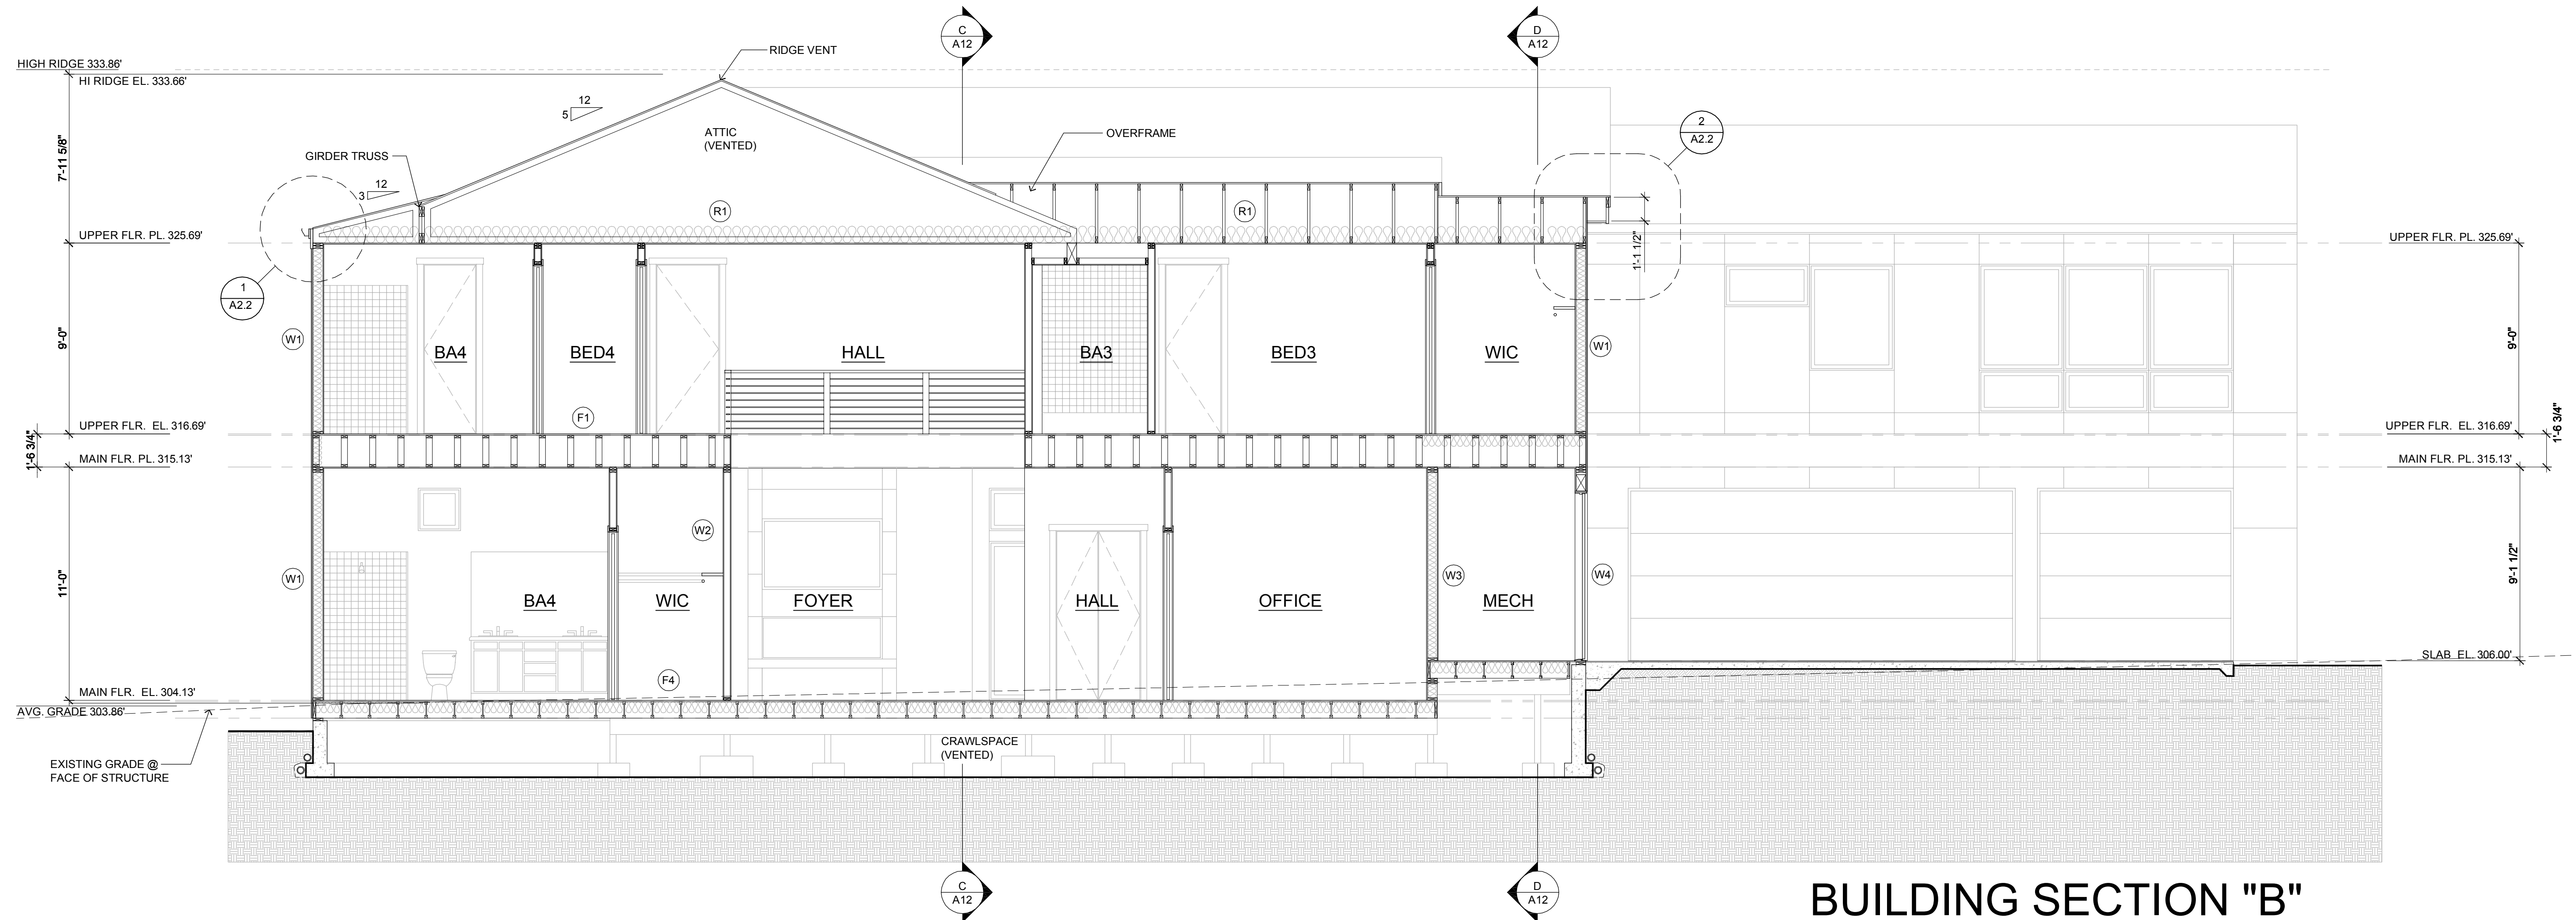 C
A12
D
A12
RIDGE VENT
HIGH RIDGE 333.86'
HI RIDGE EL. 333.66'
12
5
ATTIC
(VENTED)
OVERFRAME
2
A2.2
7'-11 5/8"
GIRDER TRUSS
12
3
R1
R1
UPPER FLR. PL. 325.69'
UPPER FLR. PL. 325.69'
1'-1 1/2"
1
A2.2
9'-0"
W1
BA4
BED4
HALL
BA3
BED3
WIC
W1
9'-0"
F1
UPPER FLR. EL. 316.69'
UPPER FLR. EL. 316.69'
1'-6 3/4"
1'-6 3/4"
MAIN FLR. PL. 315.13'
MAIN FLR. PL. 315.13'
W2
11'-0"
W1
W3
W4
9'-1 1/2"
BA4
WIC
FOYER
HALL
OFFICE
MECH
SLAB EL. 306.00'
F4
MAIN FLR. EL. 304.13'
AVG. GRADE 303.86'
CRAWLSPACE
(VENTED)
EXISTING GRADE @
FACE OF STRUCTURE
C
A12
D
A12
BUILDING SECTION "B"